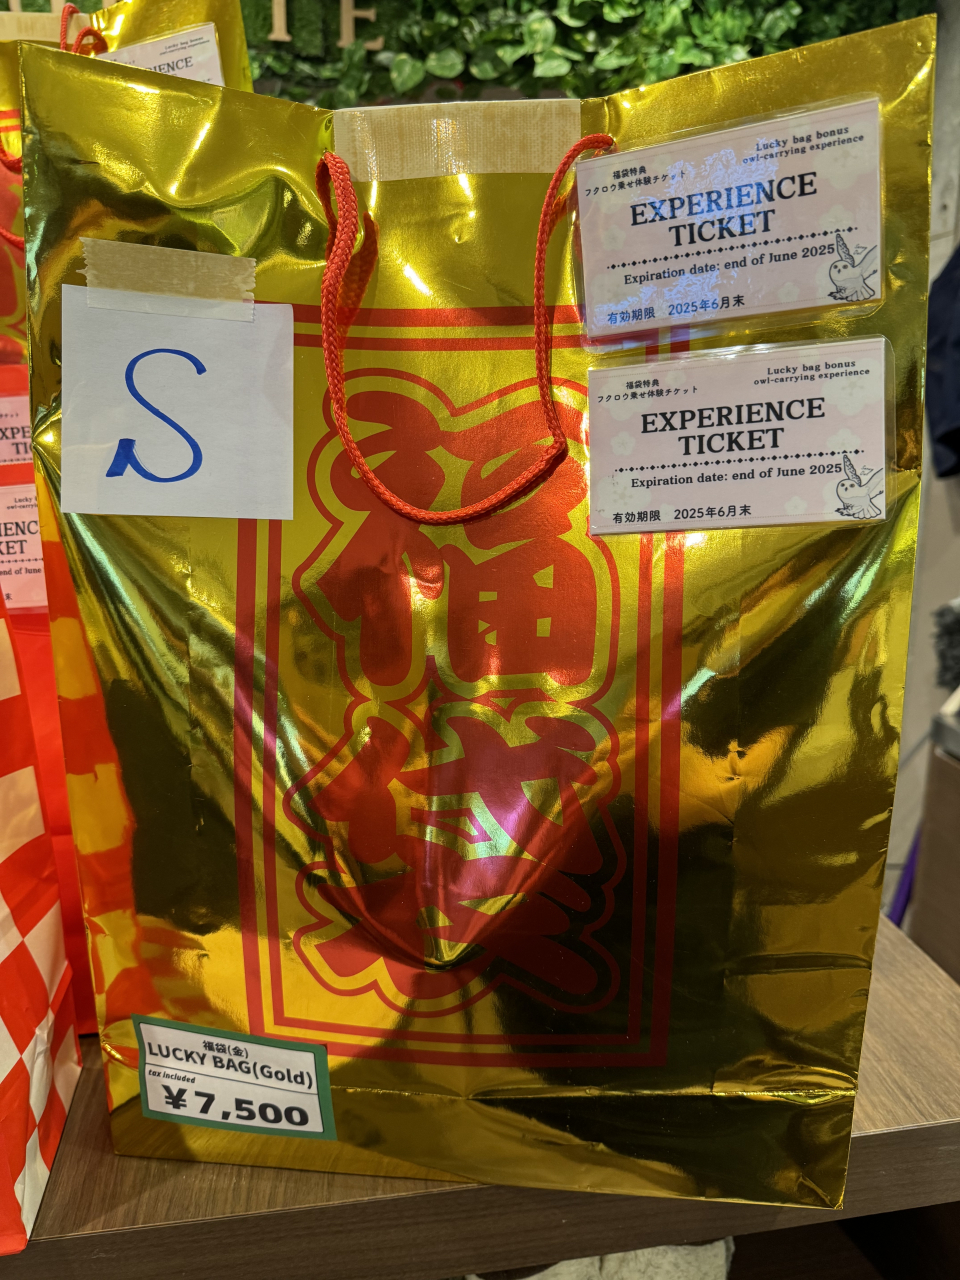 Lucky bag bonus
IENCE
福袋特典
フクロウ乗せ体験チケット
Lucky bag bonus
owl-carrying experience
EXPERIENCE
TICKET
Expiration date: end of June 2025
有効期限 2025年6月末
福袋特典
フクロウ乗せ体験チケット
Lucky bag bonus
owl-carrying experience
EXPERIENCE
TICKET
Expiration date: end of June 2025
有効期限 2025年6月末
S
福袋
福袋(金)
LUCKY BAG(Gold)
tax included
¥7,500